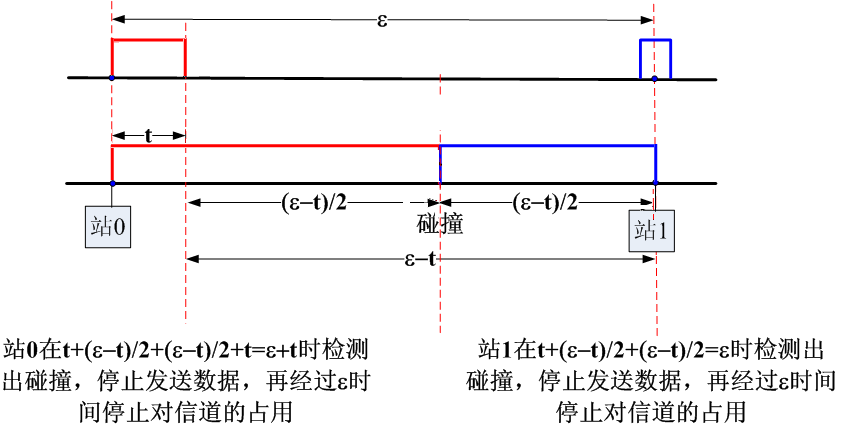 ε
t
(ε−t)/2
(ε−t)/2
碰撞
站0
站1
ε−t
站0在t+(ε−t)/2+(ε−t)/2+t=ε+t时检测
出碰撞，停止发送数据，再经过ε时
间停止对信道的占用
站1在t+(ε−t)/2+(ε−t)/2=ε时检测出
碰撞，停止发送数据，再经过ε时间
停止对信道的占用